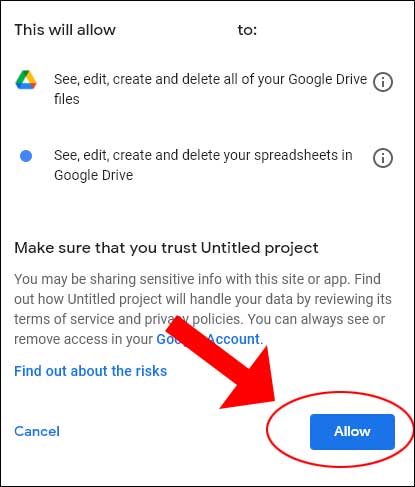 This will allow to:
See, edit, create and delete all of your Google Drive
files
See, edit, create and delete your spreadsheets in
Google Drive
Make sure that you trust Untitled project
You may be sharing sensitive info with this site or app. Find
out how Untitled project will handle your data by reviewing its
terms of service and privacy policies. You can always see or
remove access in your Google Account.
Find out about the risks
Cancel
Allow